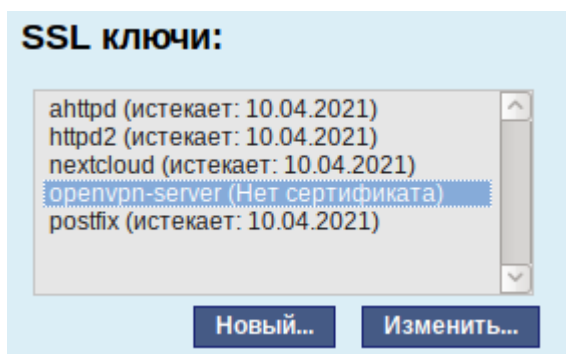 SSL ключи:
ahttpd (истекает: 10.04.2021)
httpd2 (истекает: 10.04.2021)
nextcloud (истекает: 10.04.2021)
openvpn-server (Нет сертификата)
postfix (истекает: 10.04.2021)
Новый... Изменить...